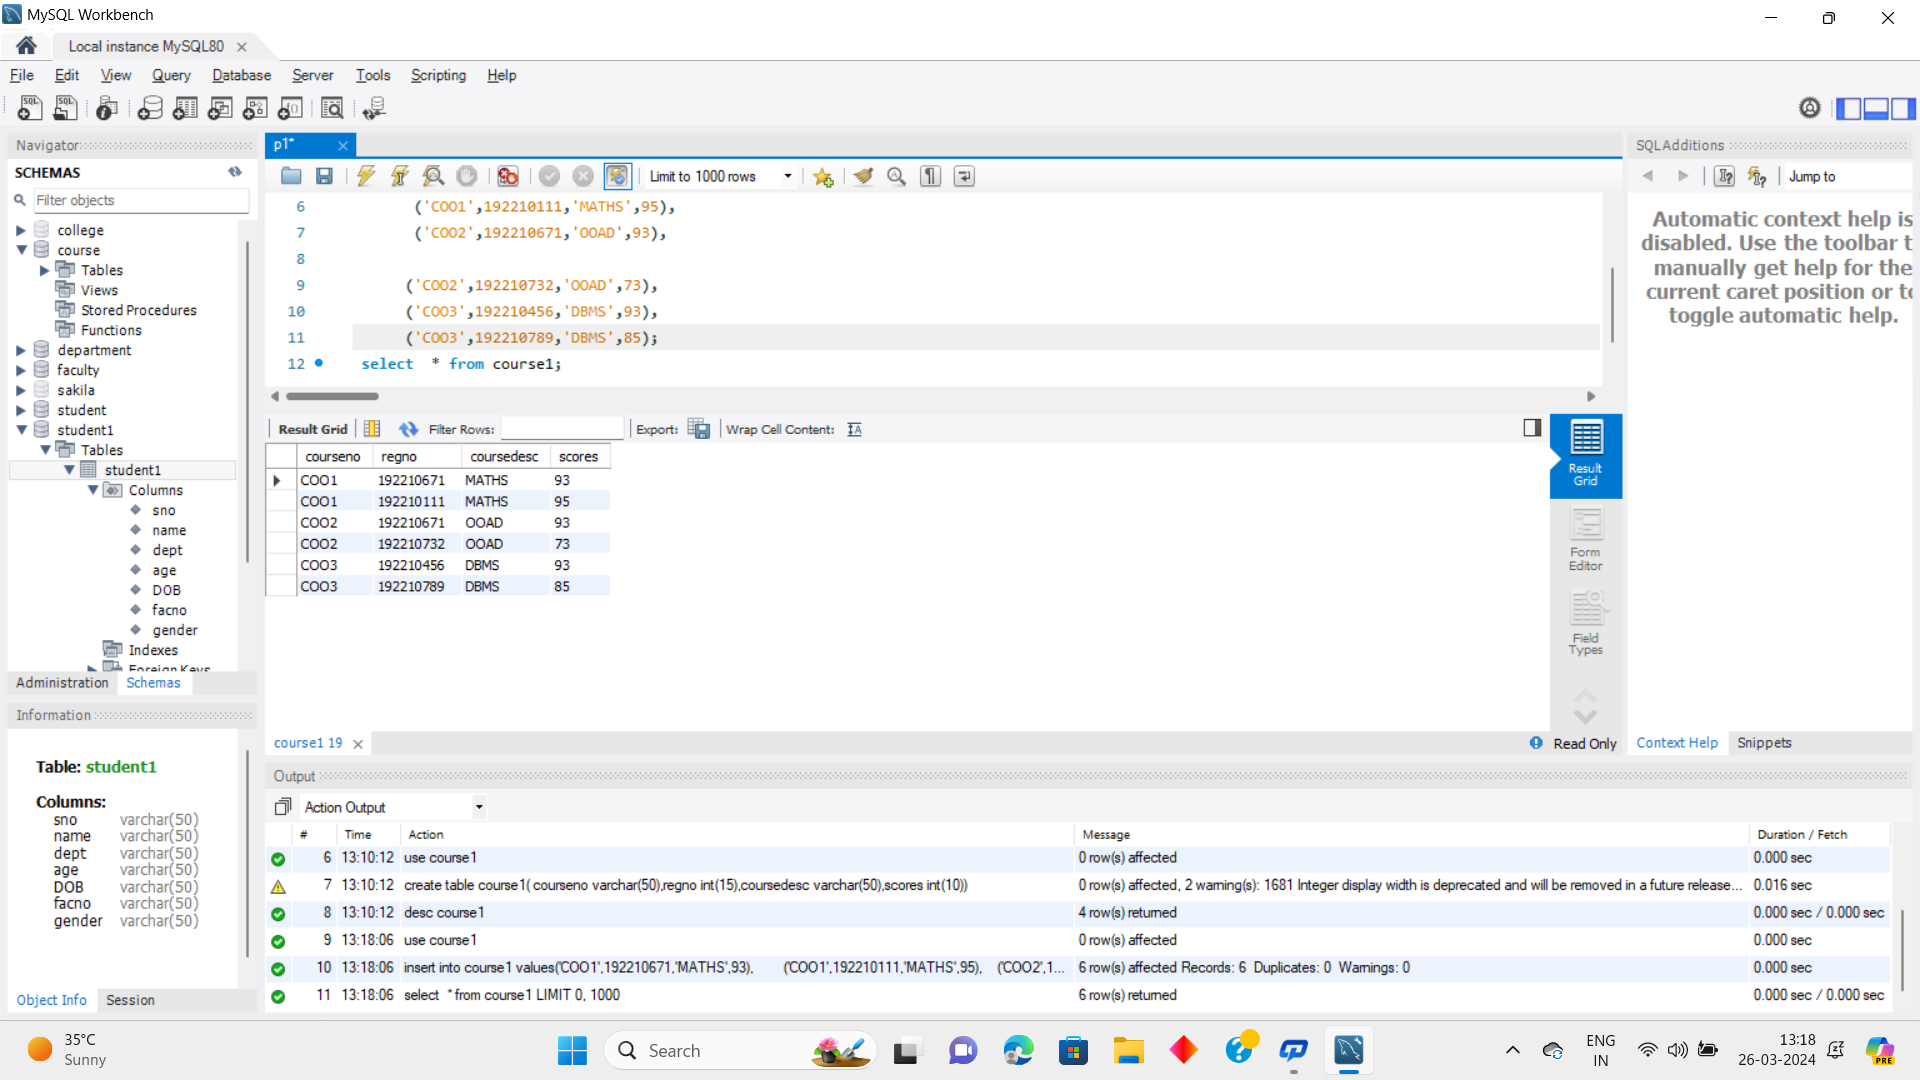 MySQL Workbench
Local instance MySQL80
File Edit View Query Database Server Tools Scripting Help
Navigator
SCHEMAS
Filter objects
college
course
Tables
Views
Stored Procedures
Functions
department
faculty
sakila
student
student1
Tables
student1
Columns
sno
name
dept
age
DOB
facno
gender
Indexes
Foreign Keys
Administration Schemas
Information
Table: student1
Columns:
sno varchar(50)
name varchar(50)
dept varchar(50)
age varchar(50)
DOB varchar(50)
facno varchar(50)
gender varchar(50)
Object Info Session
p1*
Limit to 1000 rows
6 ('COO1',192210111,'MATHS',95),
7 ('COO2',192210671,'OOAD',93),
8
9 ('COO2',192210732,'OOAD',73),
10 ('COO3',192210456,'DBMS',93),
11 ('COO3',192210789,'DBMS',85);
12 select * from course1;
Result Grid Filter Rows: Export: Wrap Cell Content:
courseno regno coursedesc scores
COO1 192210671 MATHS 93
COO1 192210111 MATHS 95
COO2 192210671 OOAD 93
COO2 192210732 OOAD 73
COO3 192210456 DBMS 93
COO3 192210789 DBMS 85
Result
Grid
Form
Editor
Field
Types
course1 19
Read Only
SQLAdditions
Jump to
Automatic context help is
disabled. Use the toolbar t
manually get help for the
current caret position or to
toggle automatic help.
Context Help Snippets
Output
Action Output
# Time Action Message Duration / Fetch
6 13:10:12 use course1 0 row(s) affected 0.000 sec
7 13:10:12 create table course1( courseno varchar(50),regno int(15),coursedesc varchar(50),scores int(10)) 0 row(s) affected, 2 warning(s): 1681 Integer display width is deprecated and will be removed in a future release... 0.016 sec
8 13:10:12 desc course1 4 row(s) returned 0.000 sec / 0.000 sec
9 13:18:06 use course1 0 row(s) affected 0.000 sec
10 13:18:06 insert into course1 values('COO1',192210671,'MATHS',93), ('COO1',192210111,'MATHS',95), ('COO2',1... 6 row(s) affected Records: 6 Duplicates: 0 Warnings: 0 0.000 sec
11 13:18:06 select * from course1 LIMIT 0, 1000 6 row(s) returned 0.000 sec / 0.000 sec
35°C
Sunny
Search
ENG
IN
13:18
26-03-2024
PRE